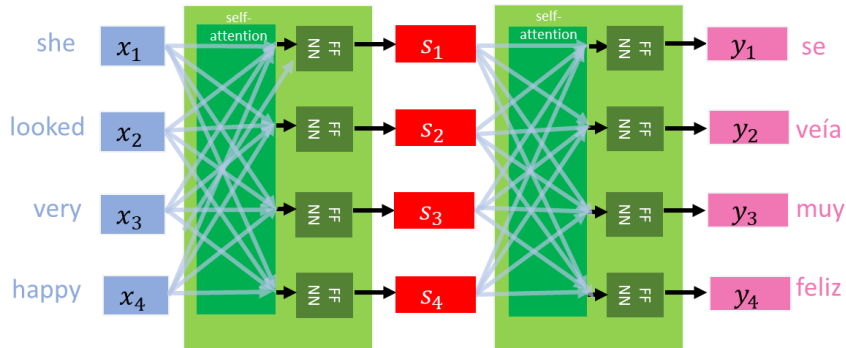 self-
attention
self-
attention
she x₁ FF NN s₁ FF NN y₁ se
looked x₂ FF NN s₂ FF NN y₂ veía
very x₃ FF NN s₃ FF NN y₃ muy
happy x₄ FF NN s₄ FF NN y₄ feliz